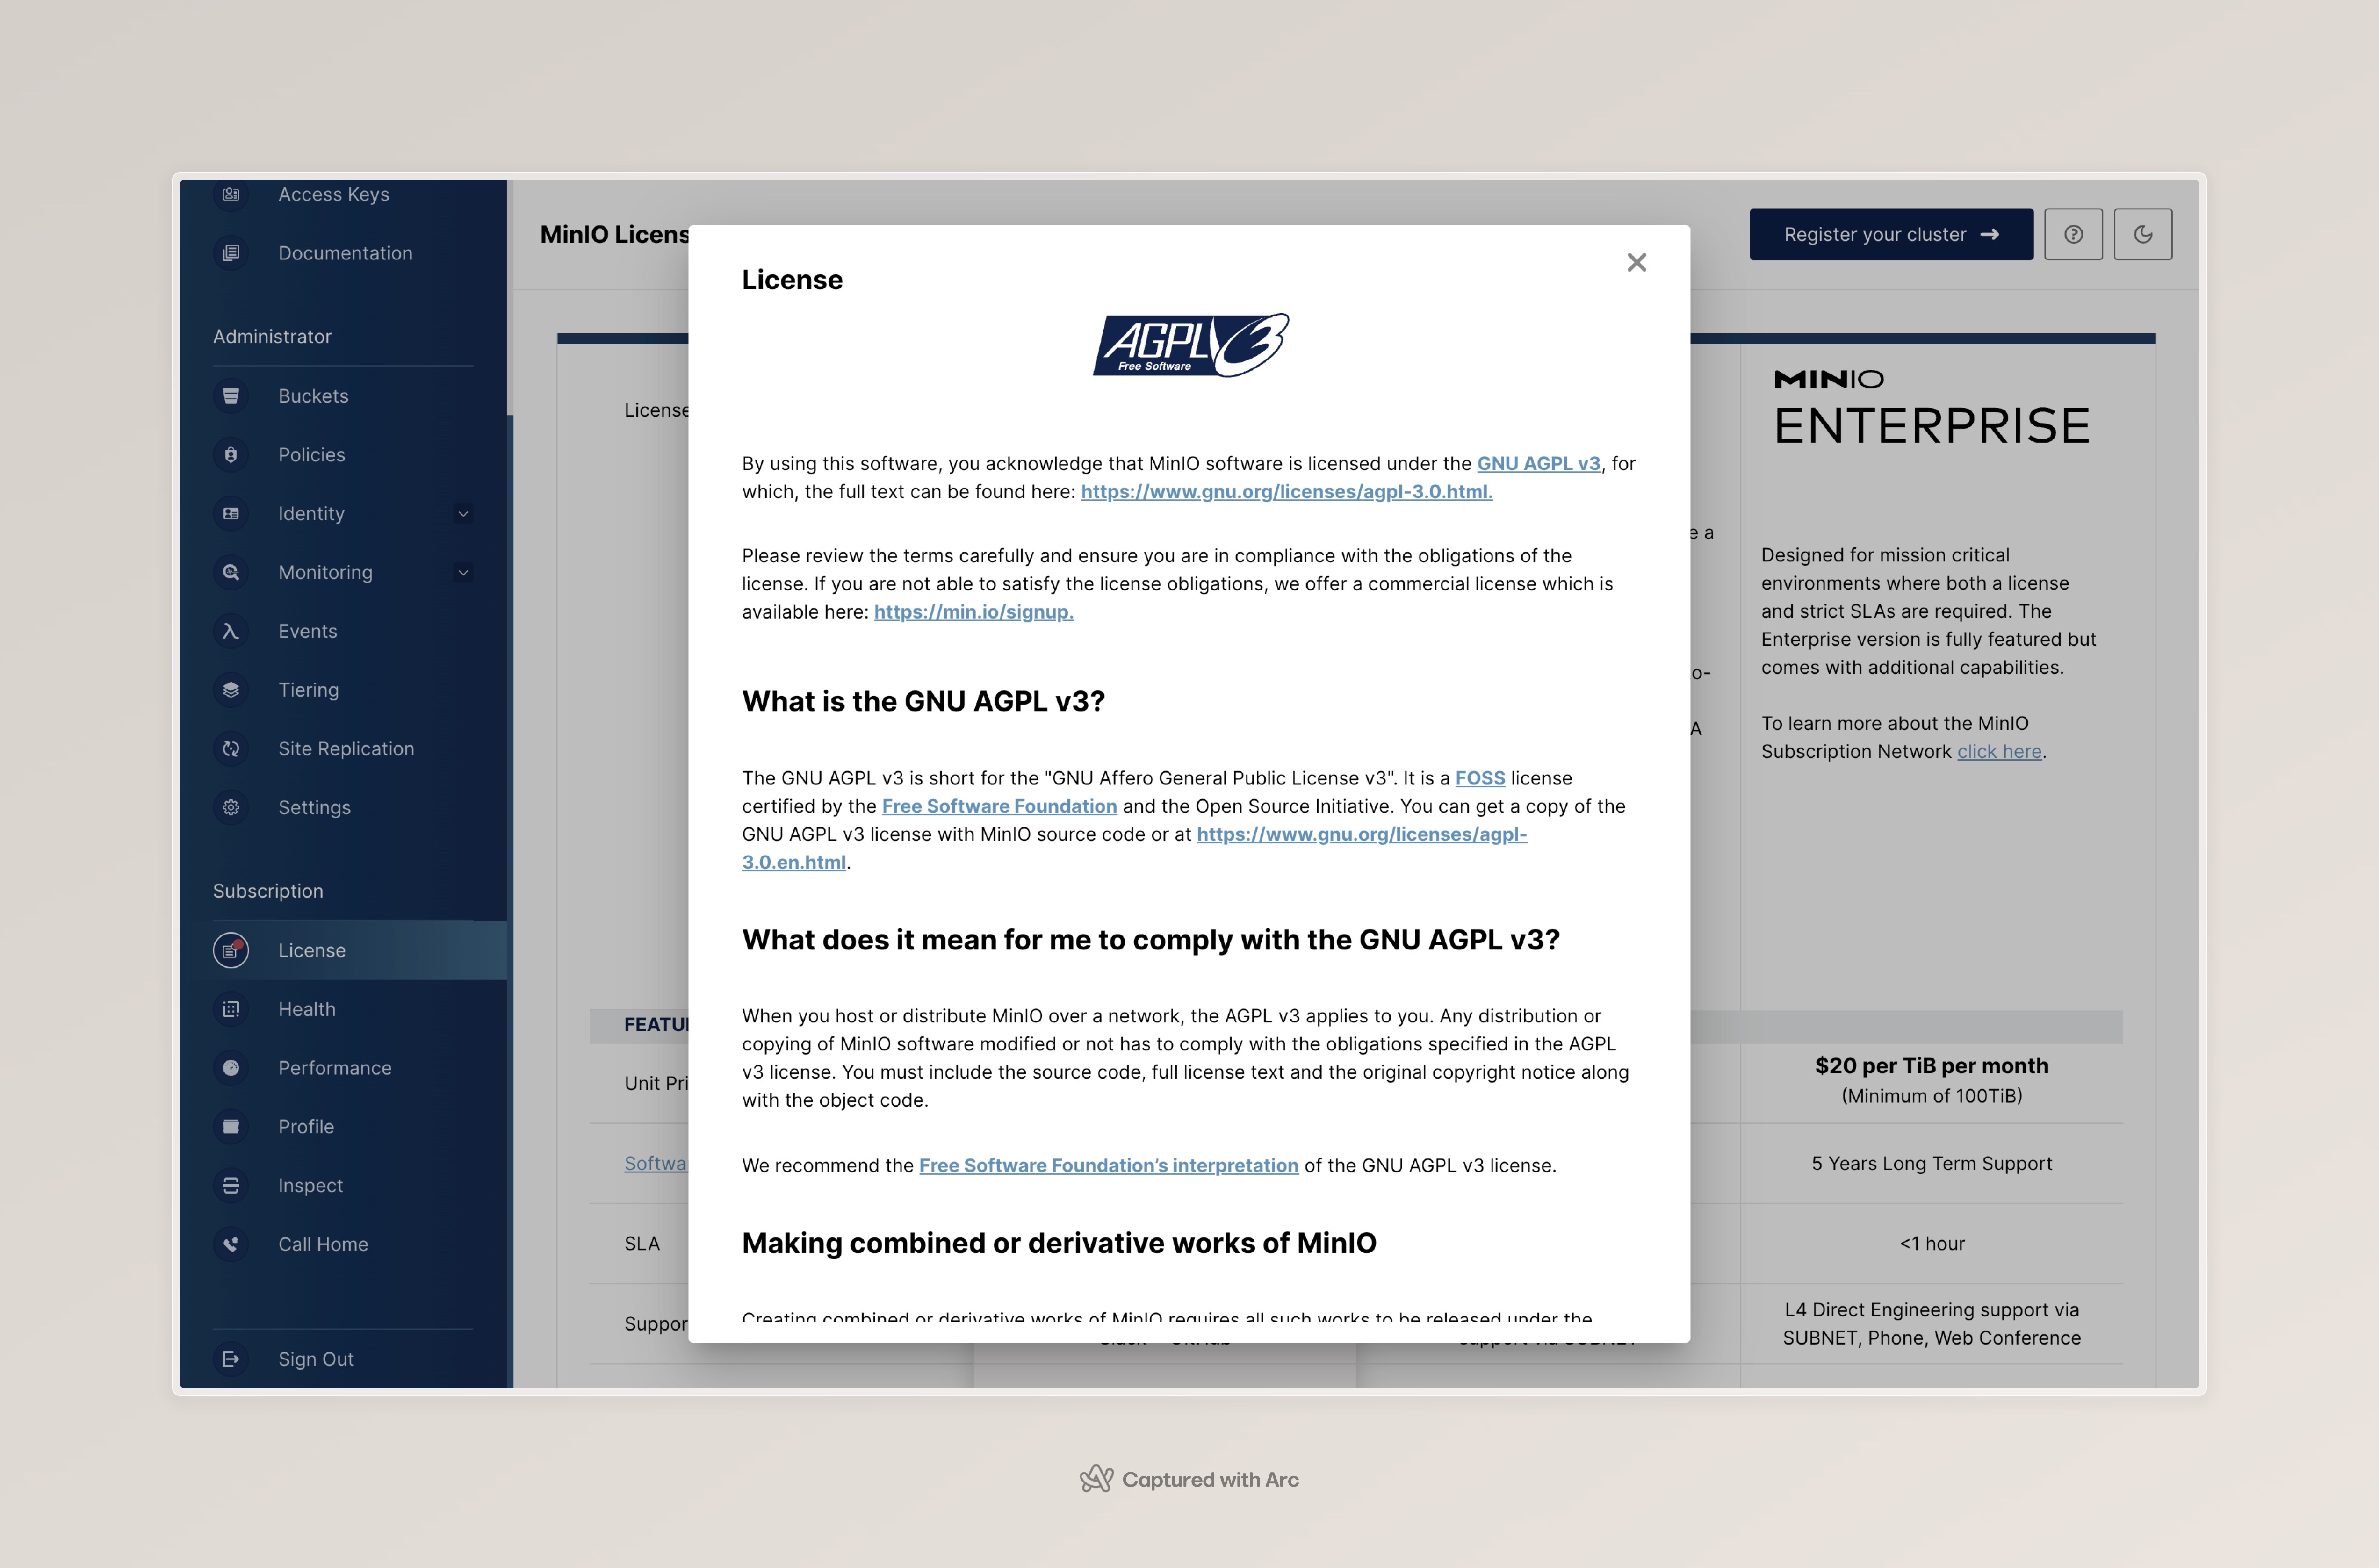 Access Keys
Documentation
Administrator
Buckets
Policies
Identity
Monitoring
Events
Tiering
Site Replication
Settings
Subscription
License
Health
Performance
Profile
Inspect
Call Home
Sign Out
MinIO Licens
Register your cluster
License
FEATU
Unit Pri
Softwa
SLA
Suppor
License
AGPLv3
Free Software
By using this software, you acknowledge that MinIO software is licensed under the GNU AGPL v3, for
which, the full text can be found here: https://www.gnu.org/licenses/agpl-3.0.html.
Please review the terms carefully and ensure you are in compliance with the obligations of the
license. If you are not able to satisfy the license obligations, we offer a commercial license which is
available here: https://min.io/signup.
What is the GNU AGPL v3?
The GNU AGPL v3 is short for the "GNU Affero General Public License v3". It is a FOSS license
certified by the Free Software Foundation and the Open Source Initiative. You can get a copy of the
GNU AGPL v3 license with MinIO source code or at https://www.gnu.org/licenses/agpl-
3.0.en.html.
What does it mean for me to comply with the GNU AGPL v3?
When you host or distribute MinIO over a network, the AGPL v3 applies to you. Any distribution or
copying of MinIO software modified or not has to comply with the obligations specified in the AGPL
v3 license. You must include the source code, full license text and the original copyright notice along
with the object code.
We recommend the Free Software Foundation’s interpretation of the GNU AGPL v3 license.
Making combined or derivative works of MinIO
Creating combined or derivative works of MinIO requires all such works to be released under the
e a
o-
A
MINIO
ENTERPRISE
Designed for mission critical
environments where both a license
and strict SLAs are required. The
Enterprise version is fully featured but
comes with additional capabilities.
To learn more about the MinIO
Subscription Network click here.
$20 per TiB per month
(Minimum of 100TiB)
5 Years Long Term Support
<1 hour
L4 Direct Engineering support via
SUBNET, Phone, Web Conference
Captured with Arc